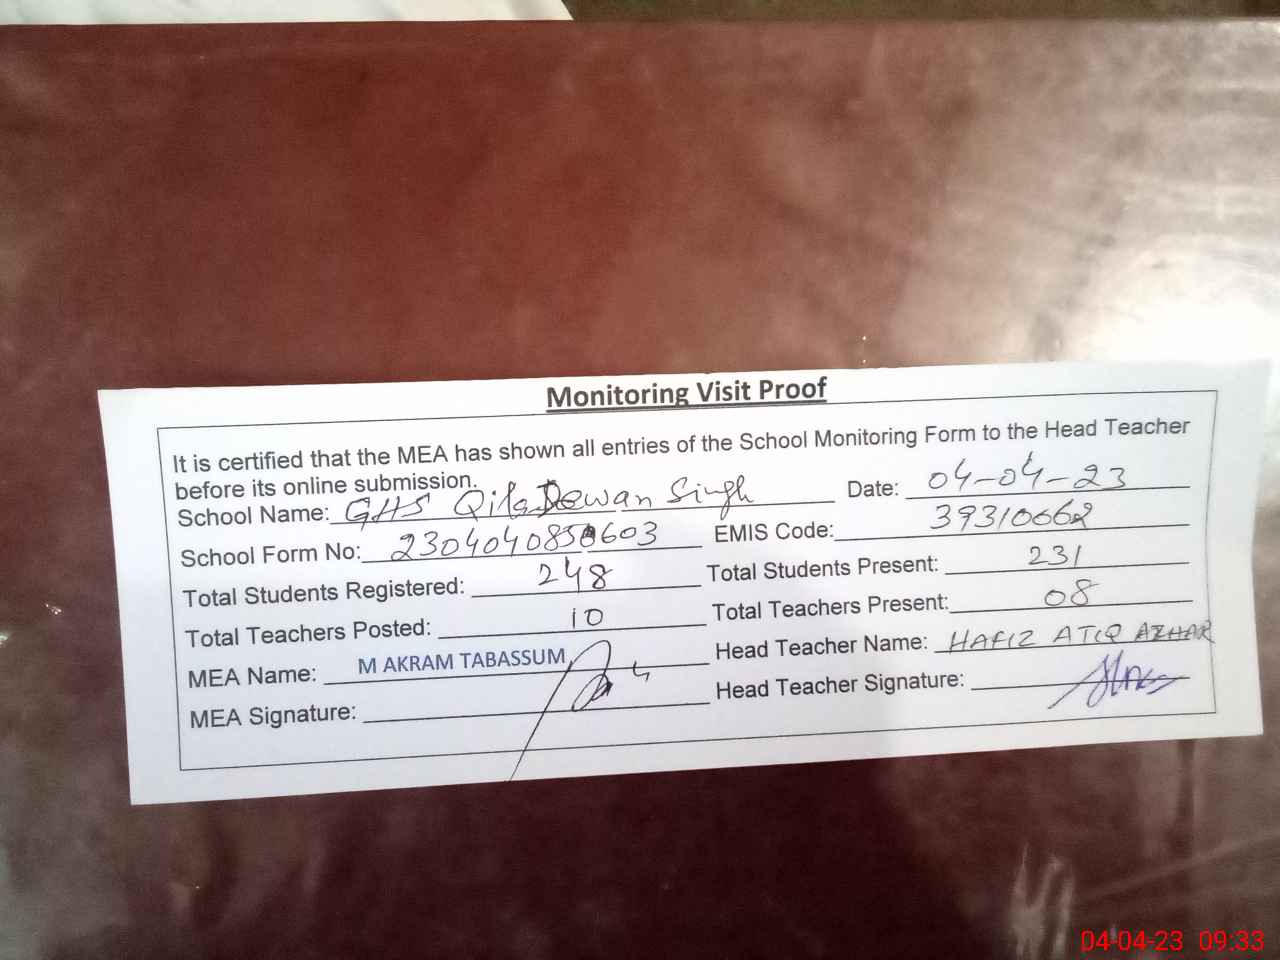 Monitoring Visit Proof
It is certified that the MEA has shown all entries of the School Monitoring Form to the Head Teacher
before its online submission.
School Name: GHS Qila Dewan Singh Date: 04-04-23
School Form No: 2304040850603 EMIS Code: 39310062
Total Students Registered: 248 Total Students Present: 231
Total Teachers Posted: 10 Total Teachers Present: 08
MEA Name: M AKRAM TABASSUM Head Teacher Name: HAFIZ ATIQ AZHAR
MEA Signature: Head Teacher Signature:
04-04-23 09:33